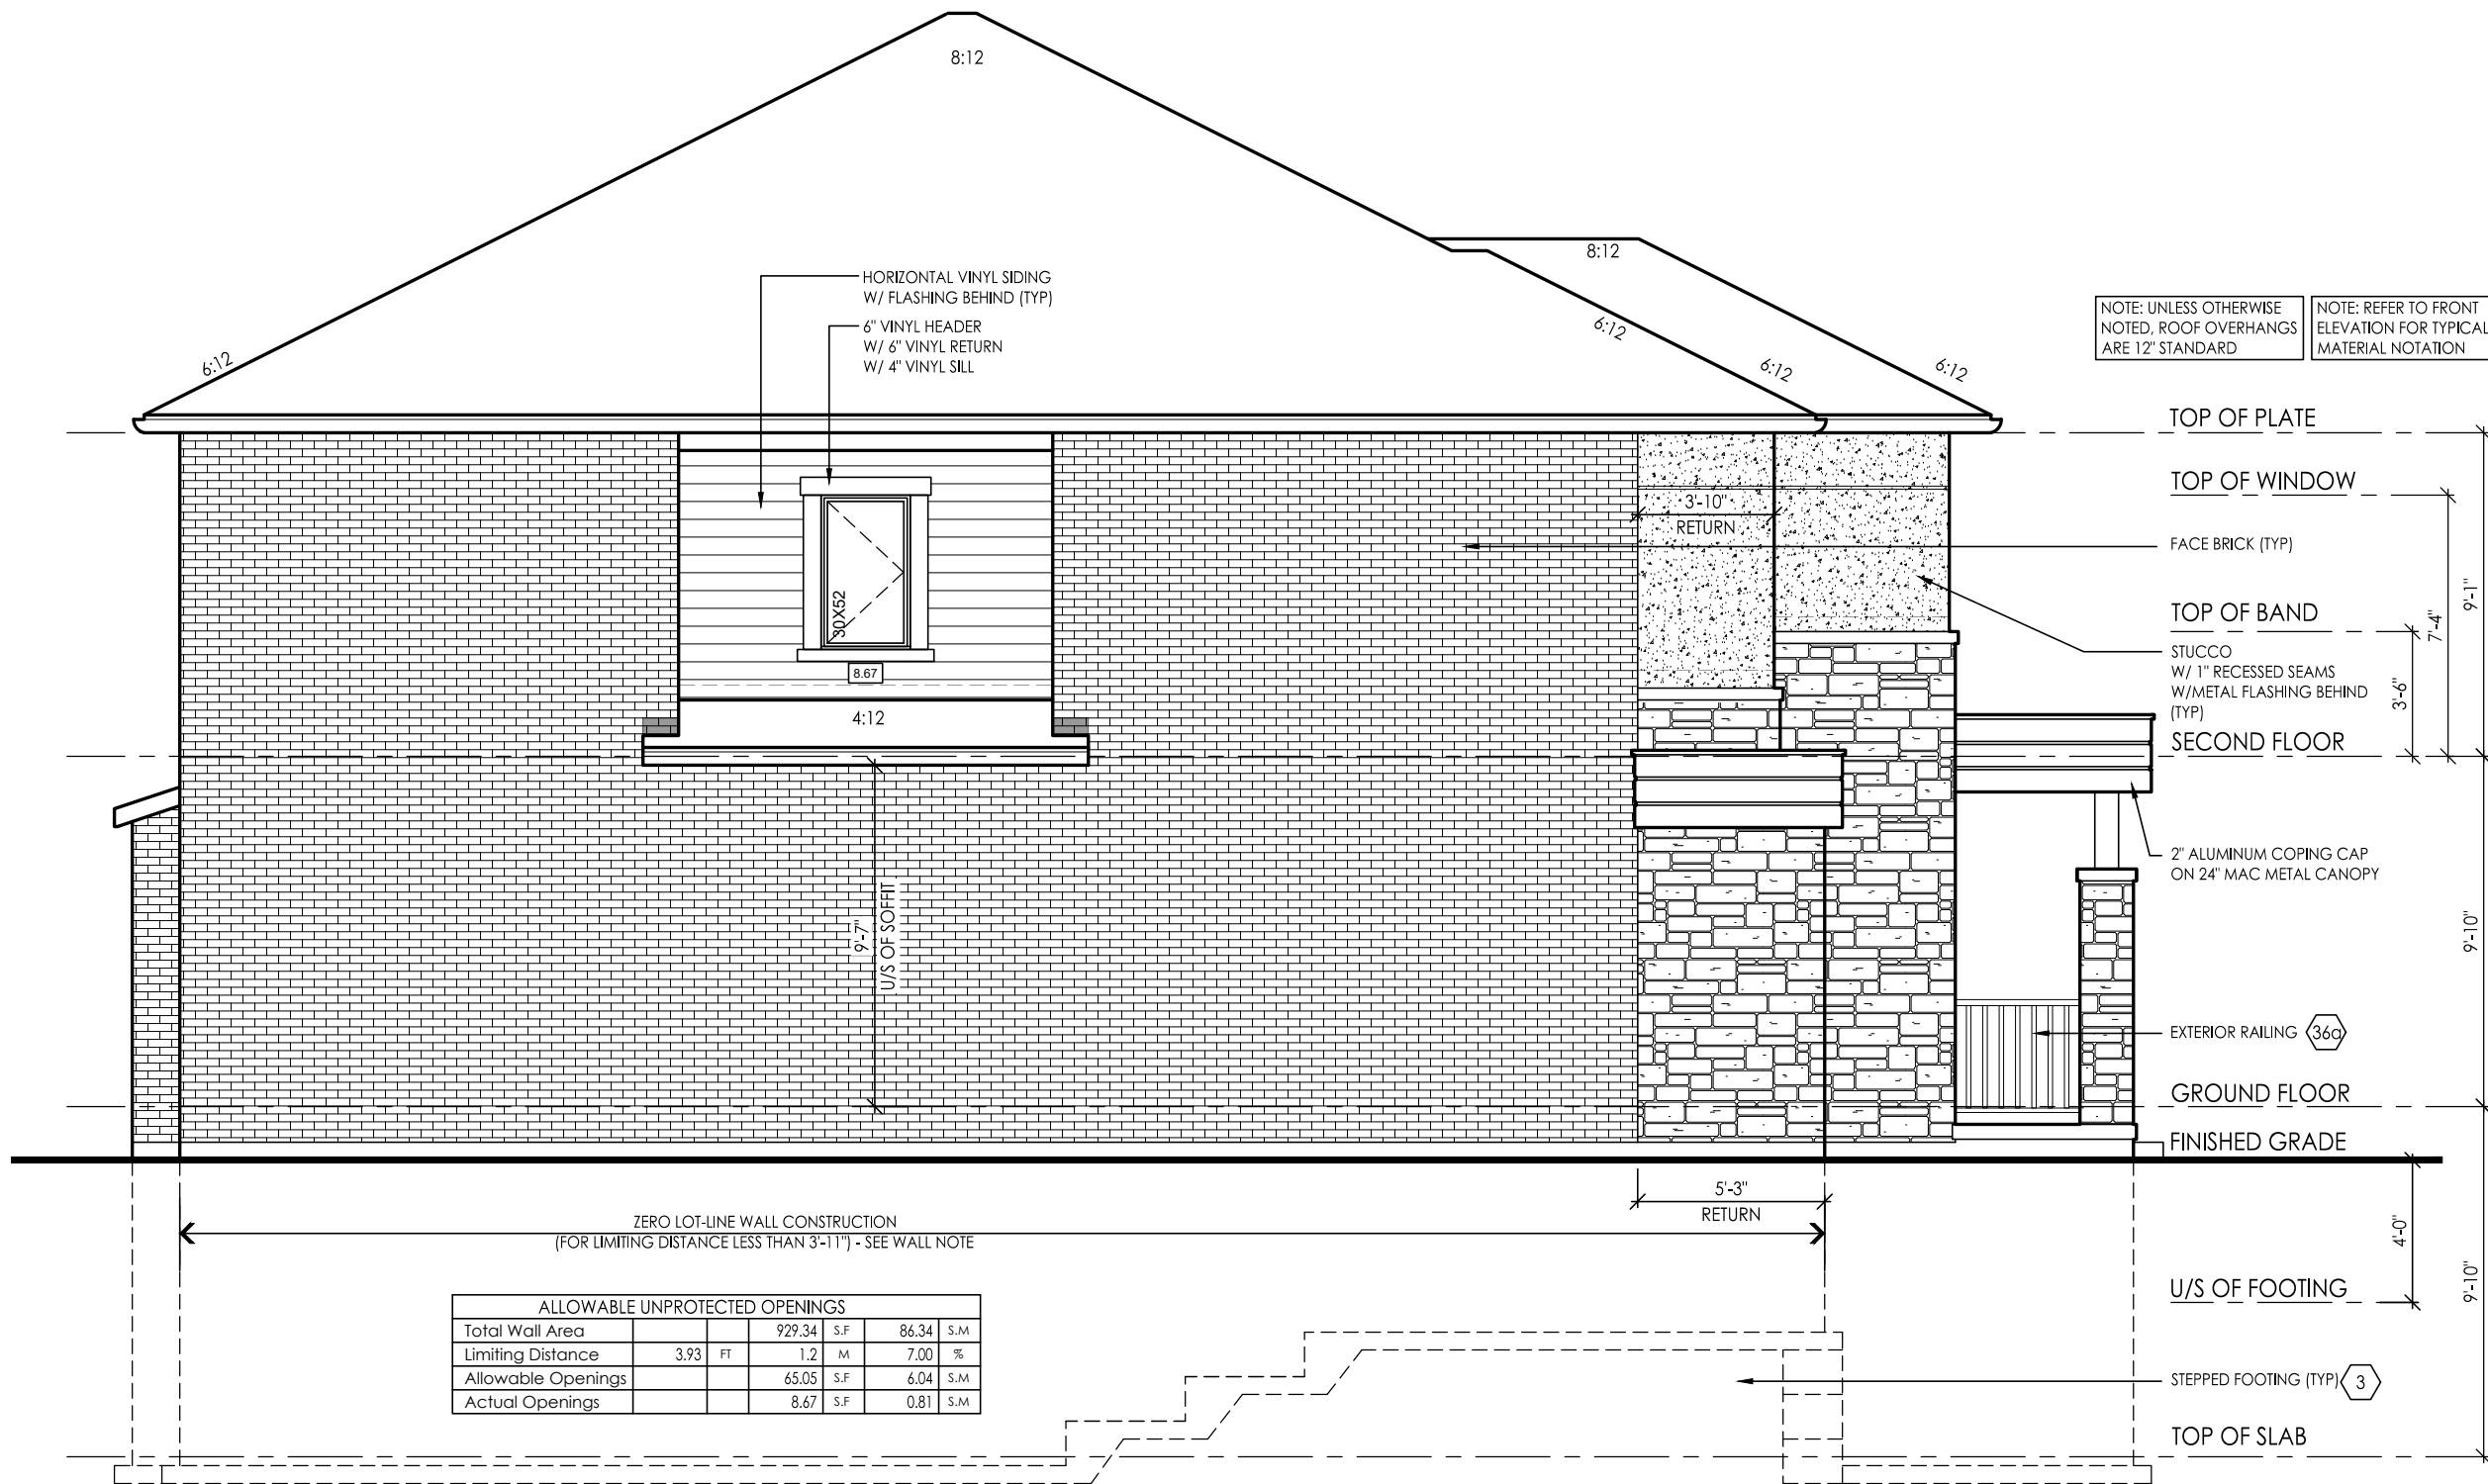 8:12
8:12
HORIZONTAL VINYL SIDING
W/ FLASHING BEHIND (TYP)
6" VINYL HEADER
W/ 6" VINYL RETURN
W/ 4" VINYL SILL
6:12
6:12
6:12
6:12
NOTE: UNLESS OTHERWISE
NOTED, ROOF OVERHANGS
ARE 12" STANDARD
NOTE: REFER TO FRONT
ELEVATION FOR TYPICAL
MATERIAL NOTATION
TOP OF PLATE
TOP OF WINDOW
3'-10"
RETURN
FACE BRICK (TYP)
9'-1"
7'-4"
30X52
TOP OF BAND
STUCCO
W/ 1" RECESSED SEAMS
W/METAL FLASHING BEHIND
(TYP)
3'-6"
8.67
4:12
SECOND FLOOR
2" ALUMINUM COPING CAP
ON 24" MAC METAL CANOPY
9'-7"
U/S OF SOFFIT
9'-10"
EXTERIOR RAILING 36a
GROUND FLOOR
FINISHED GRADE
5'-3"
RETURN
ZERO LOT-LINE WALL CONSTRUCTION
(FOR LIMITING DISTANCE LESS THAN 3'-11") - SEE WALL NOTE
4'-0"
U/S OF FOOTING
9'-10"
ALLOWABLE UNPROTECTED OPENINGS
Total Wall Area 929.34 S.F 86.34 S.M
Limiting Distance 3.93 FT 1.2 M 7.00 %
Allowable Openings 65.05 S.F 6.04 S.M
Actual Openings 8.67 S.F 0.81 S.M
STEPPED FOOTING (TYP) 3
TOP OF SLAB